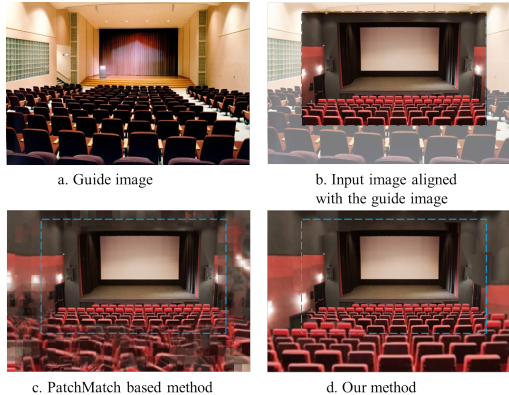 a. Guide image
b. Input image aligned
with the guide image
c. PatchMatch based method
d. Our method